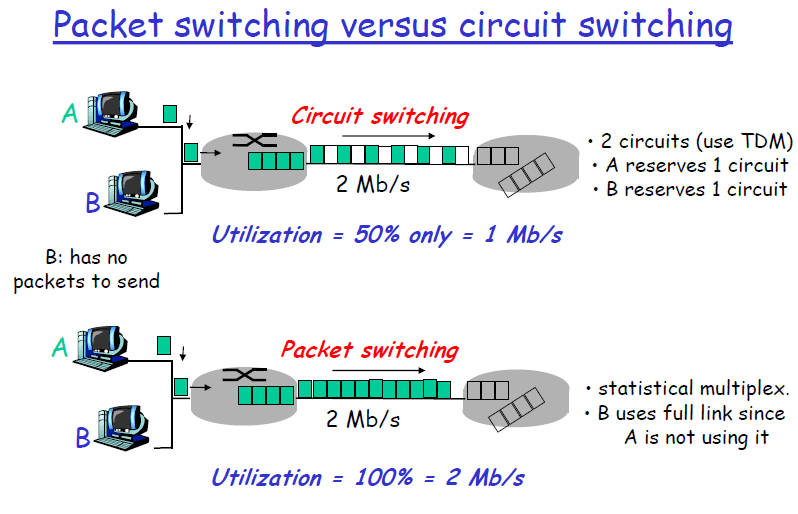 Packet switching versus circuit switching
A
Circuit switching
• 2 circuits (use TDM)
• A reserves 1 circuit
• B reserves 1 circuit
2 Mb/s
B
Utilization = 50% only = 1 Mb/s
B: has no
packets to send
A
Packet switching
• statistical multiplex.
• B uses full link since
A is not using it
2 Mb/s
B
Utilization = 100% = 2 Mb/s